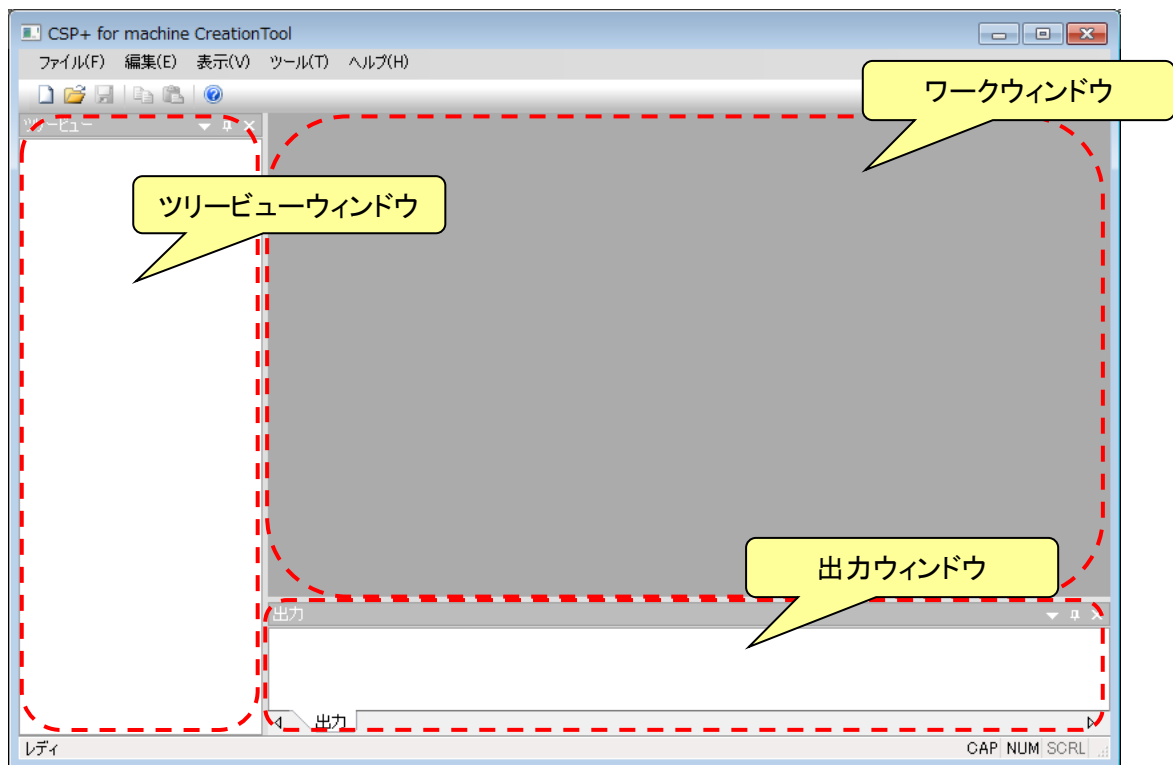 CSP+ for machine CreationTool
ファイル(F) 編集(E) 表示(V) ツール(T) ヘルプ(H)
ワークウィンドウ
ツリービュー
ツリービューウィンドウ
出力ウィンドウ
出力
出力
レディ
CAP NUM SCRL